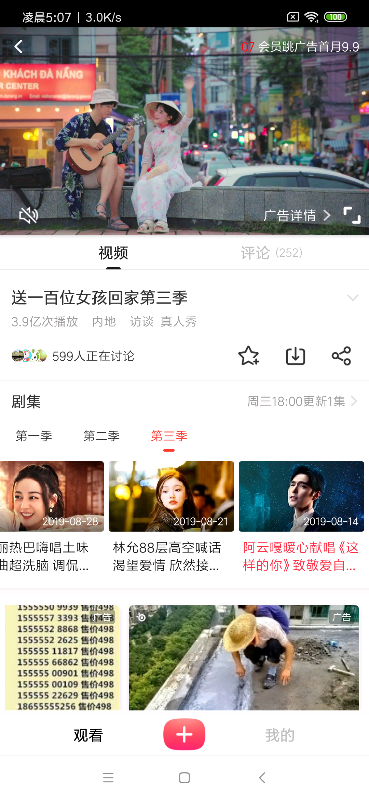 凌晨5:07 | 3.0K/s
100
KHÁCH ĐÀ NẴNG
R CENTER
07 会员跳广告首月9.9
广告详情
视频
评论 (252)
送一百位女孩回家第三季
3.9亿次播放 内地 访谈 真人秀
599人正在讨论
剧集
周三18:00更新1集
第一季
第二季
第三季
2019-08-28
2019-08-21
2019-08-14
丽热巴嗨唱土味
曲超洗脑 调侃...
林允88层高空喊话
渴望爱情 欣然接...
阿云嘎暖心献唱《这
样的你》致敬爱自...
1555550 9939 售价498
广告
1555557 3393 售价498
1555552 8868 售价498
1555552 2625 售价498
155555 11817 售价498
155555 66862 售价498
155555 00901 售价498
155555 00109 售价498
155555 22629 售价498
18655555256 售价498
广告
观看
我的